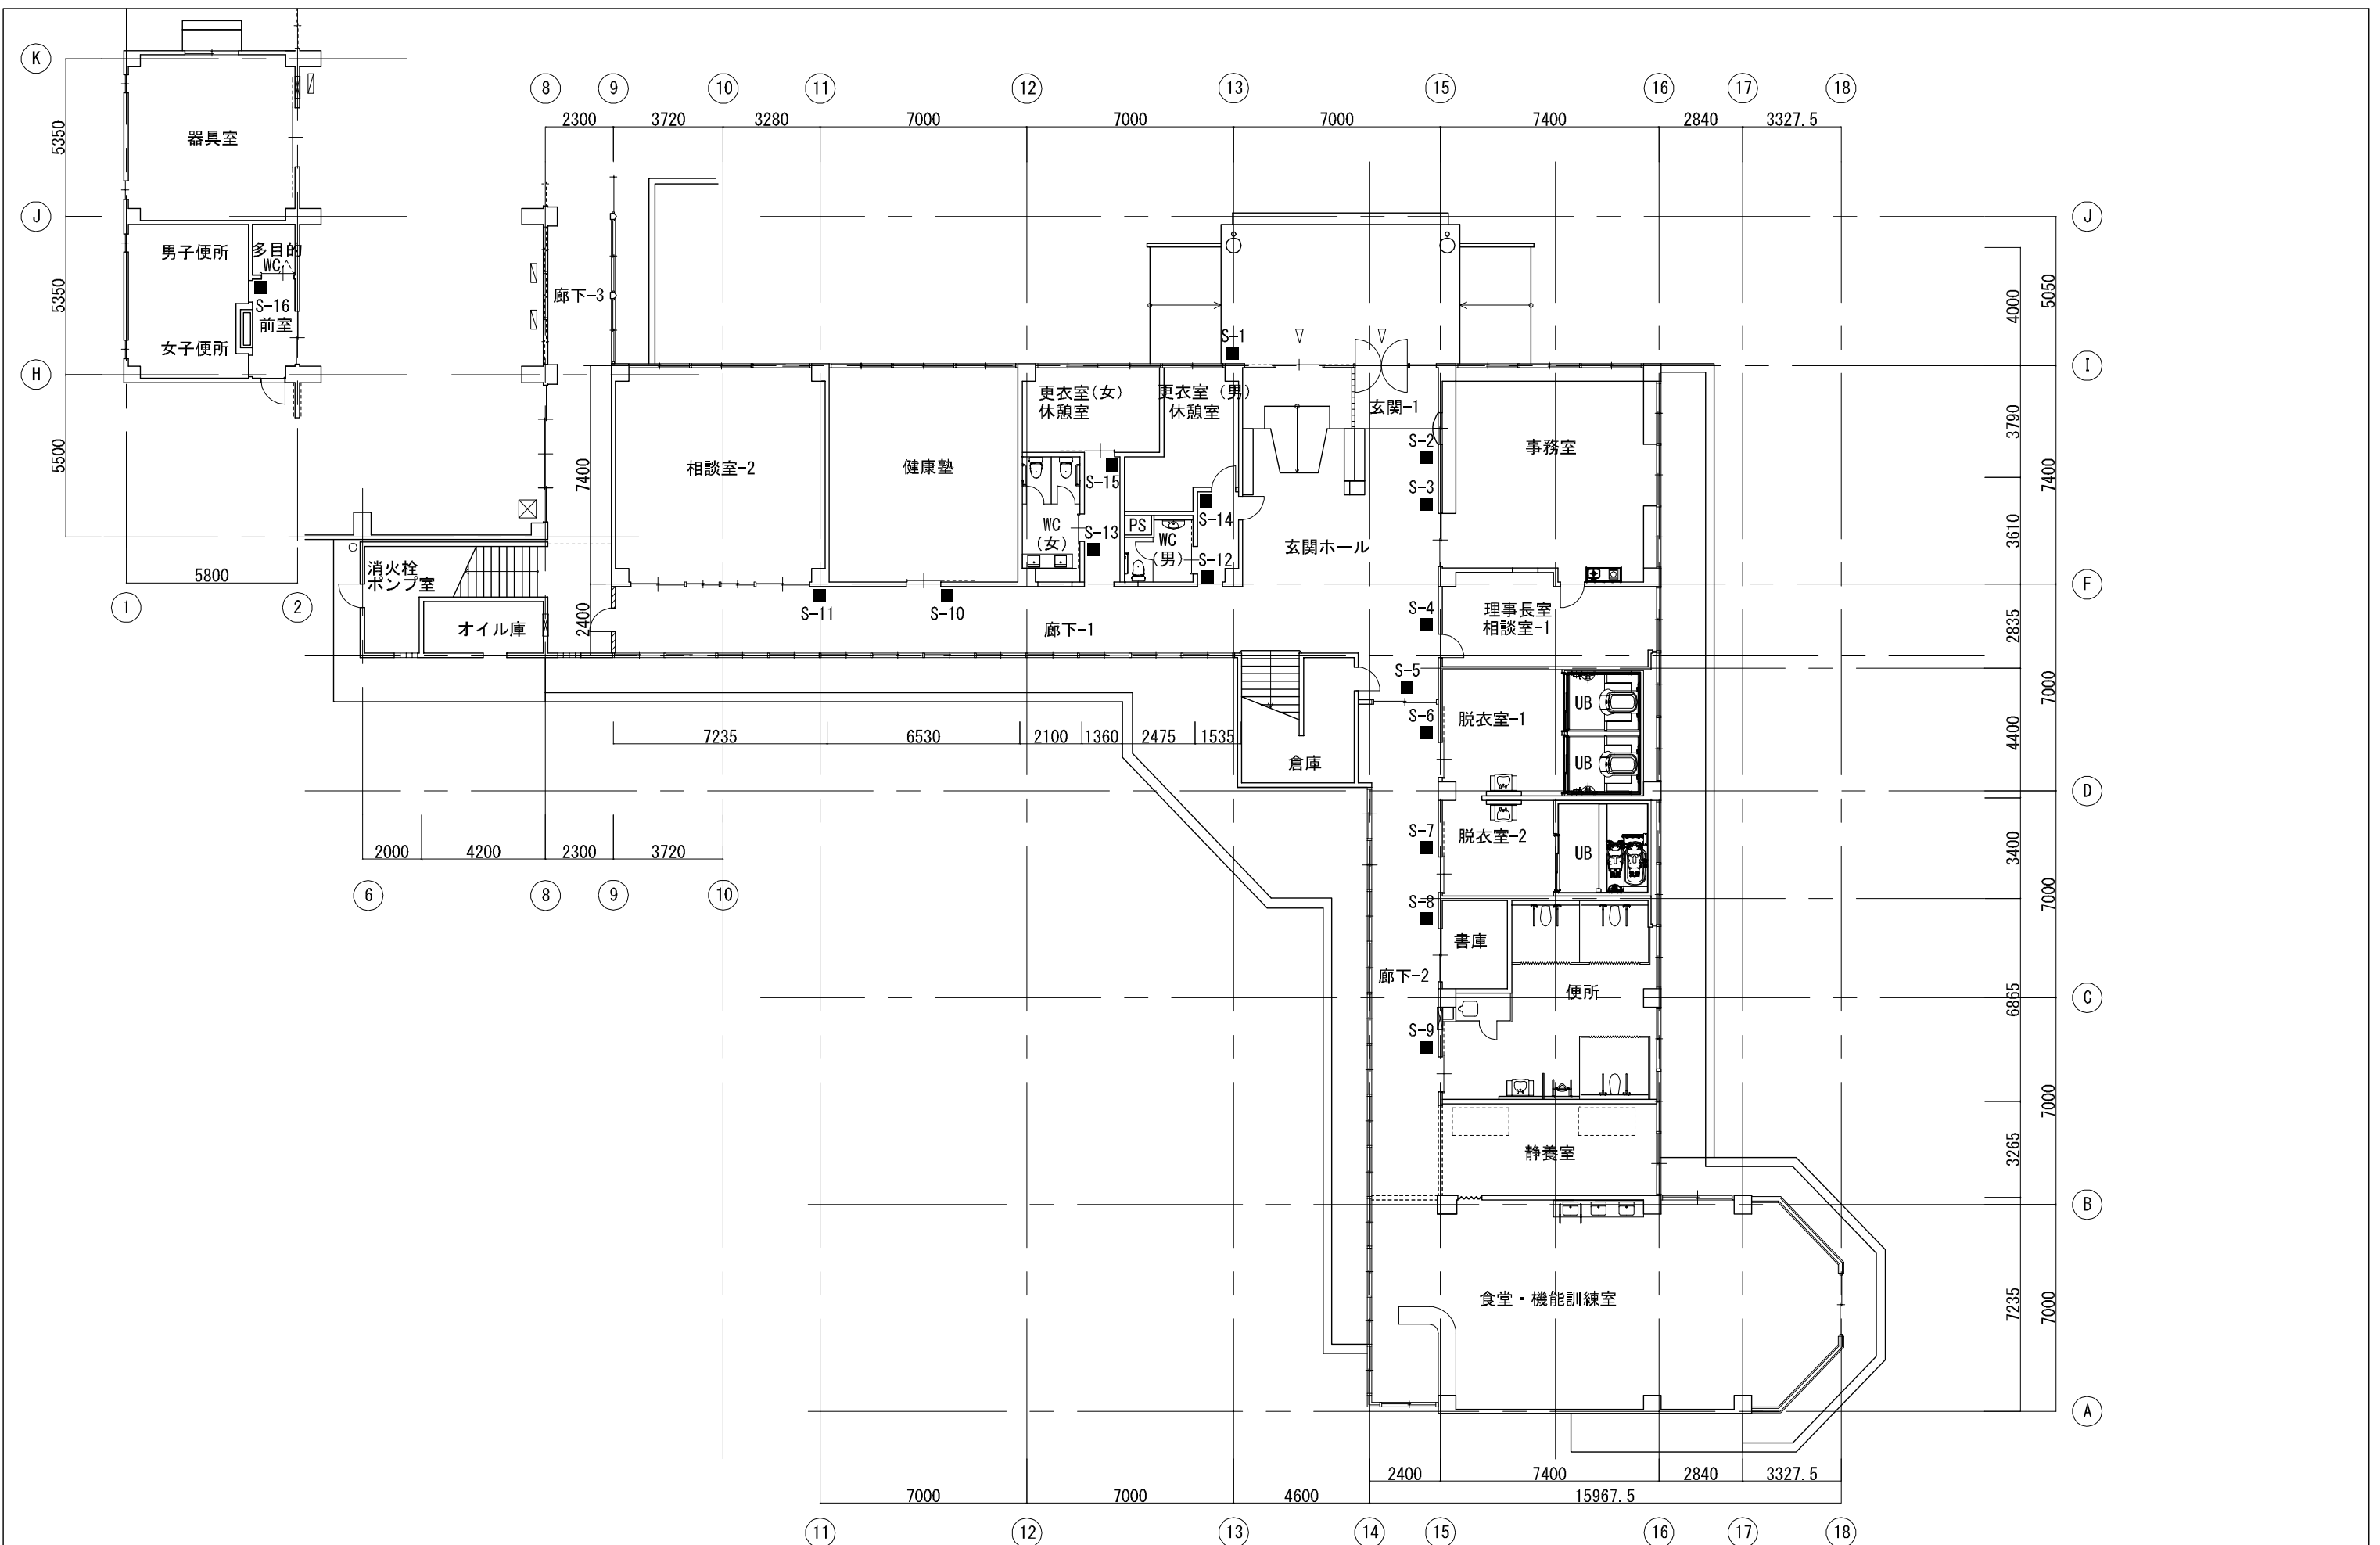 K
8
9
10
11
12
13
15
16
17
18
2300
3720
3280
7000
7000
7000
7400
2840
3327.5
5350
器具室
J
J
男子便所
多目的
WC
5350
S-16
前室
廊下-3
女子便所
4000
5050
S-1
H
I
更衣室(女)
休憩室
更衣室(男)
休憩室
玄関-1
3790
5500
7400
相談室-2
健康塾
S-2
事務室
S-15
S-3
7400
WC
(女)
S-13
PS
WC
(男)
S-14
S-12
玄関ホール
3610
消火栓
ポンプ室
5800
1
2
F
S-11
S-10
S-4
理事長室
相談室-1
オイル庫
2400
廊下-1
2835
S-5
7000
S-6
脱衣室-1
UB
7235
6530
2100
1360
2475
1535
4400
倉庫
UB
D
S-7
脱衣室-2
UB
2000
4200
2300
3720
3400
6
8
9
10
S-8
7000
書庫
廊下-2
便所
6865
C
S-9
7000
静養室
3265
B
食堂・機能訓練室
7235
7000
A
2400
7400
2840
3327.5
7000
7000
4600
15967.5
11
12
13
14
15
16
17
18